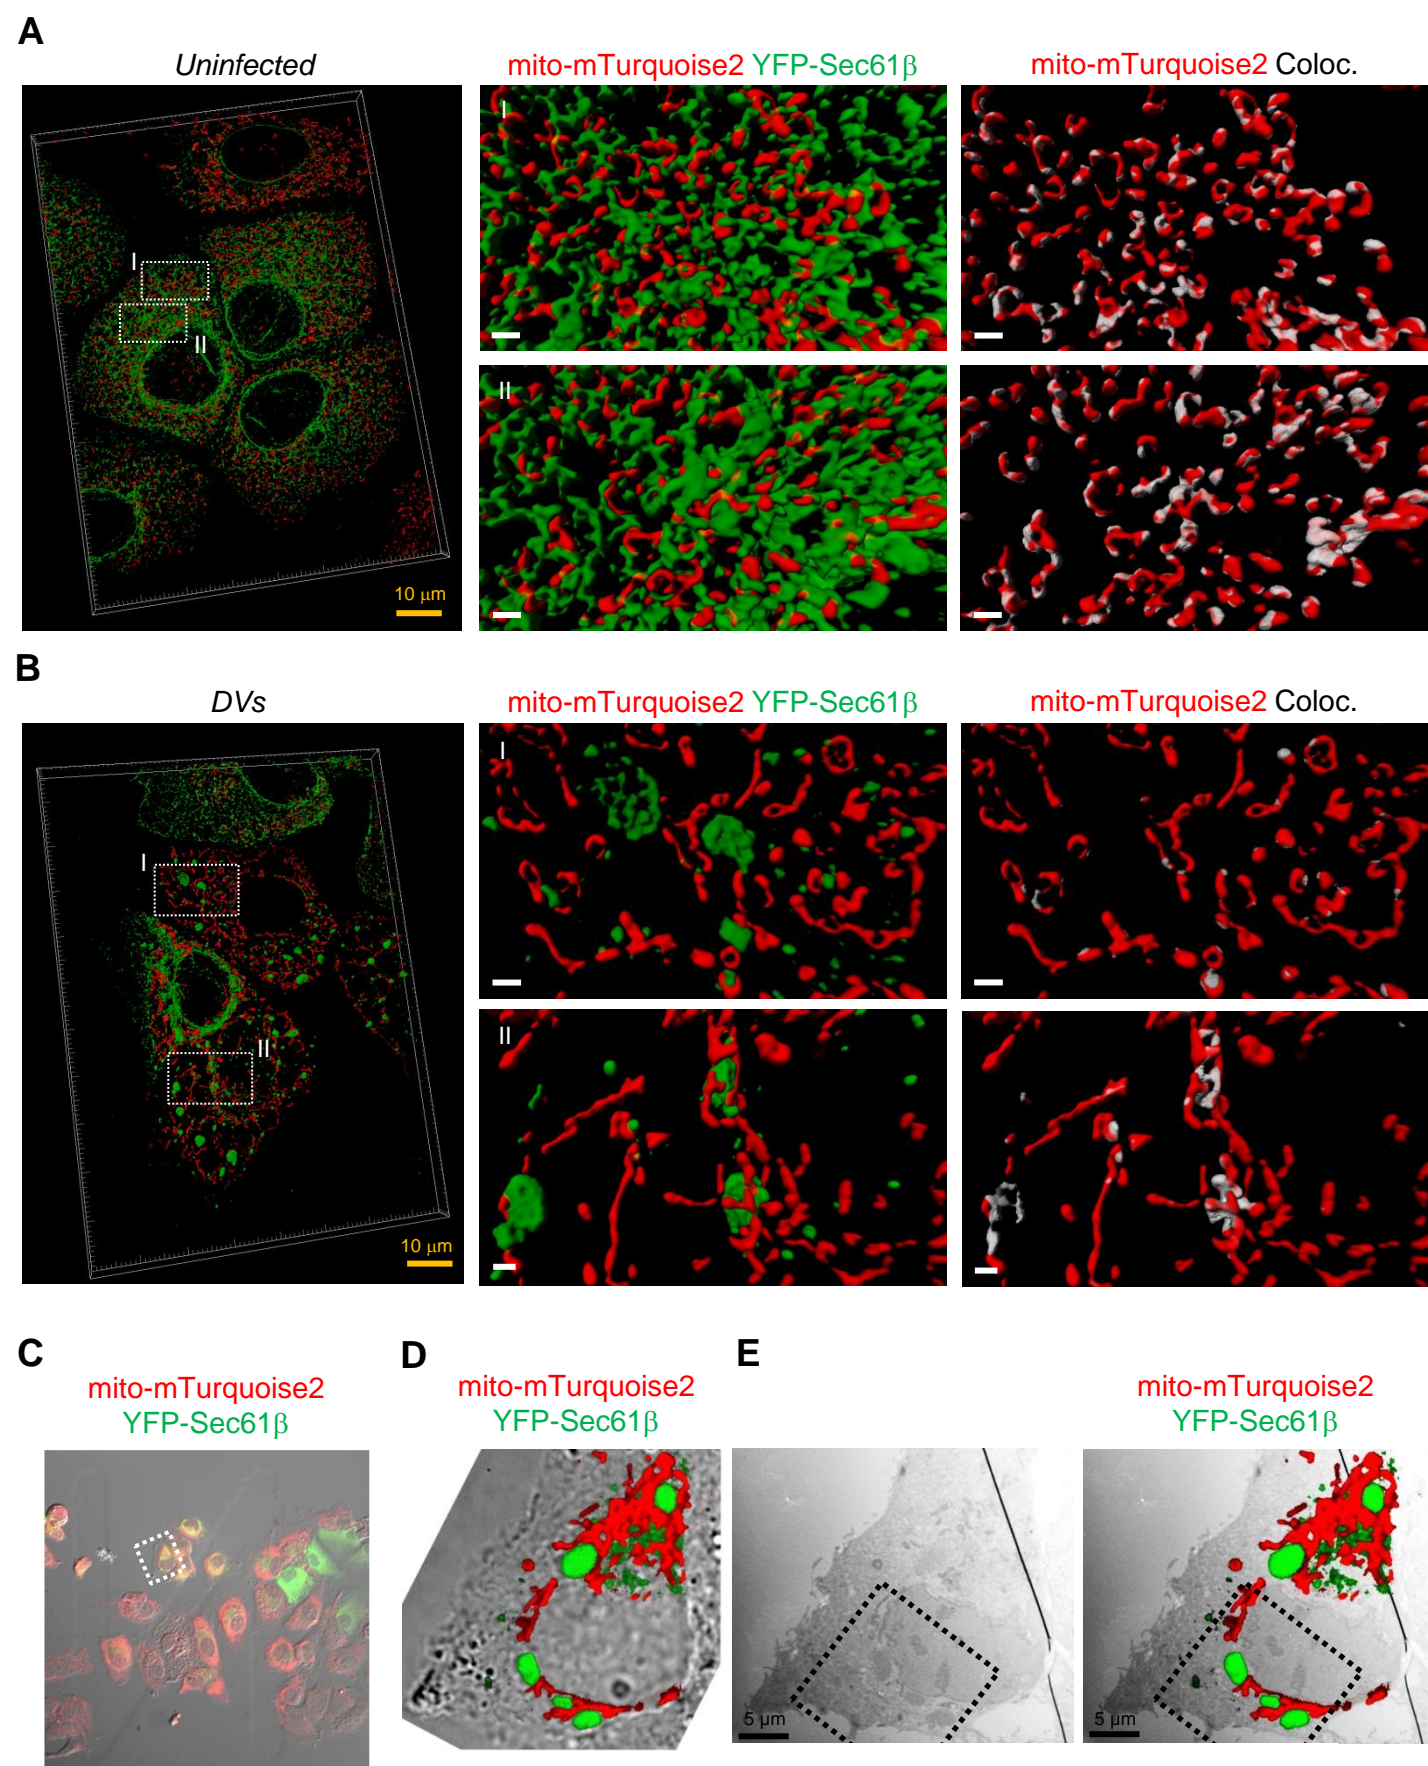 A
Uninfected
mito-mTurquoise2 YFP-Sec61β
mito-mTurquoise2 Coloc.
I
I
II
10 μm
II
B
DVs
mito-mTurquoise2 YFP-Sec61β
mito-mTurquoise2 Coloc.
I
I
II
10 μm
II
C
mito-mTurquoise2
YFP-Sec61β
D
mito-mTurquoise2
YFP-Sec61β
E
mito-mTurquoise2
YFP-Sec61β
5 μm
5 μm